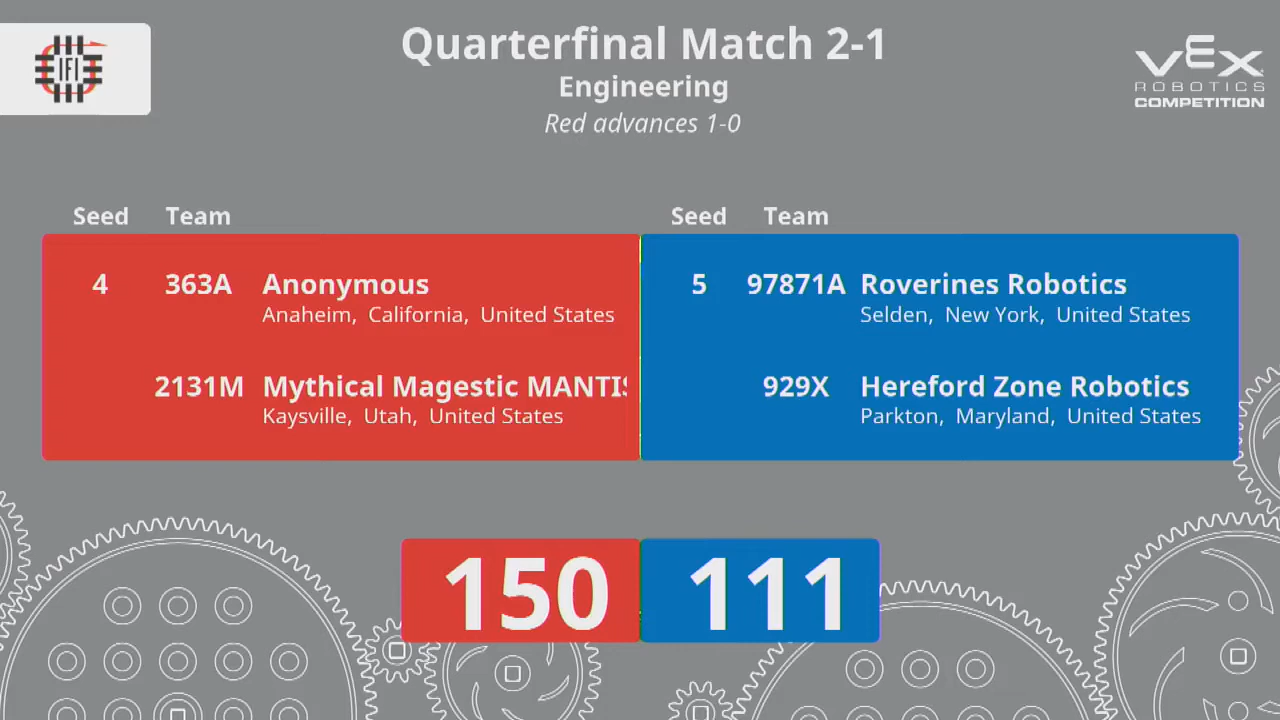 Quarterfinal Match 2-1
Engineering
Red advances 1-0
IFI
VEX
ROBOTICS
COMPETITION
Seed Team
4 363A Anonymous
Anaheim, California, United States
2131M Mythical Magestic MANTIS
Kaysville, Utah, United States
Seed Team
5 97871A Roverines Robotics
Selden, New York, United States
929X Hereford Zone Robotics
Parkton, Maryland, United States
150 111